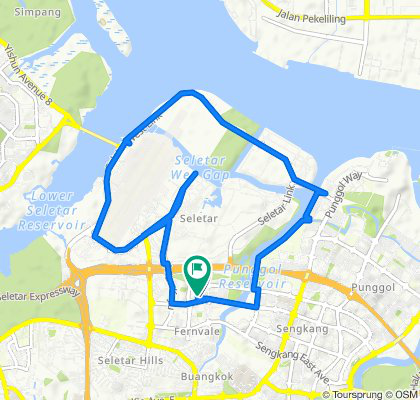 Simpang
Jalan Pekeliling
Yishun Avenue 8
Link
Seletar
West Gap
Punggol Way
Lower
Seletar
Reservoir
Seletar
Seletar Link
Punggol
Reservoir
Punggol
Seletar Expressway
Fernvale
Sengkang
Seletar Hills
Sengkang East Ave.
Buangkok
© Toursprung © OSM